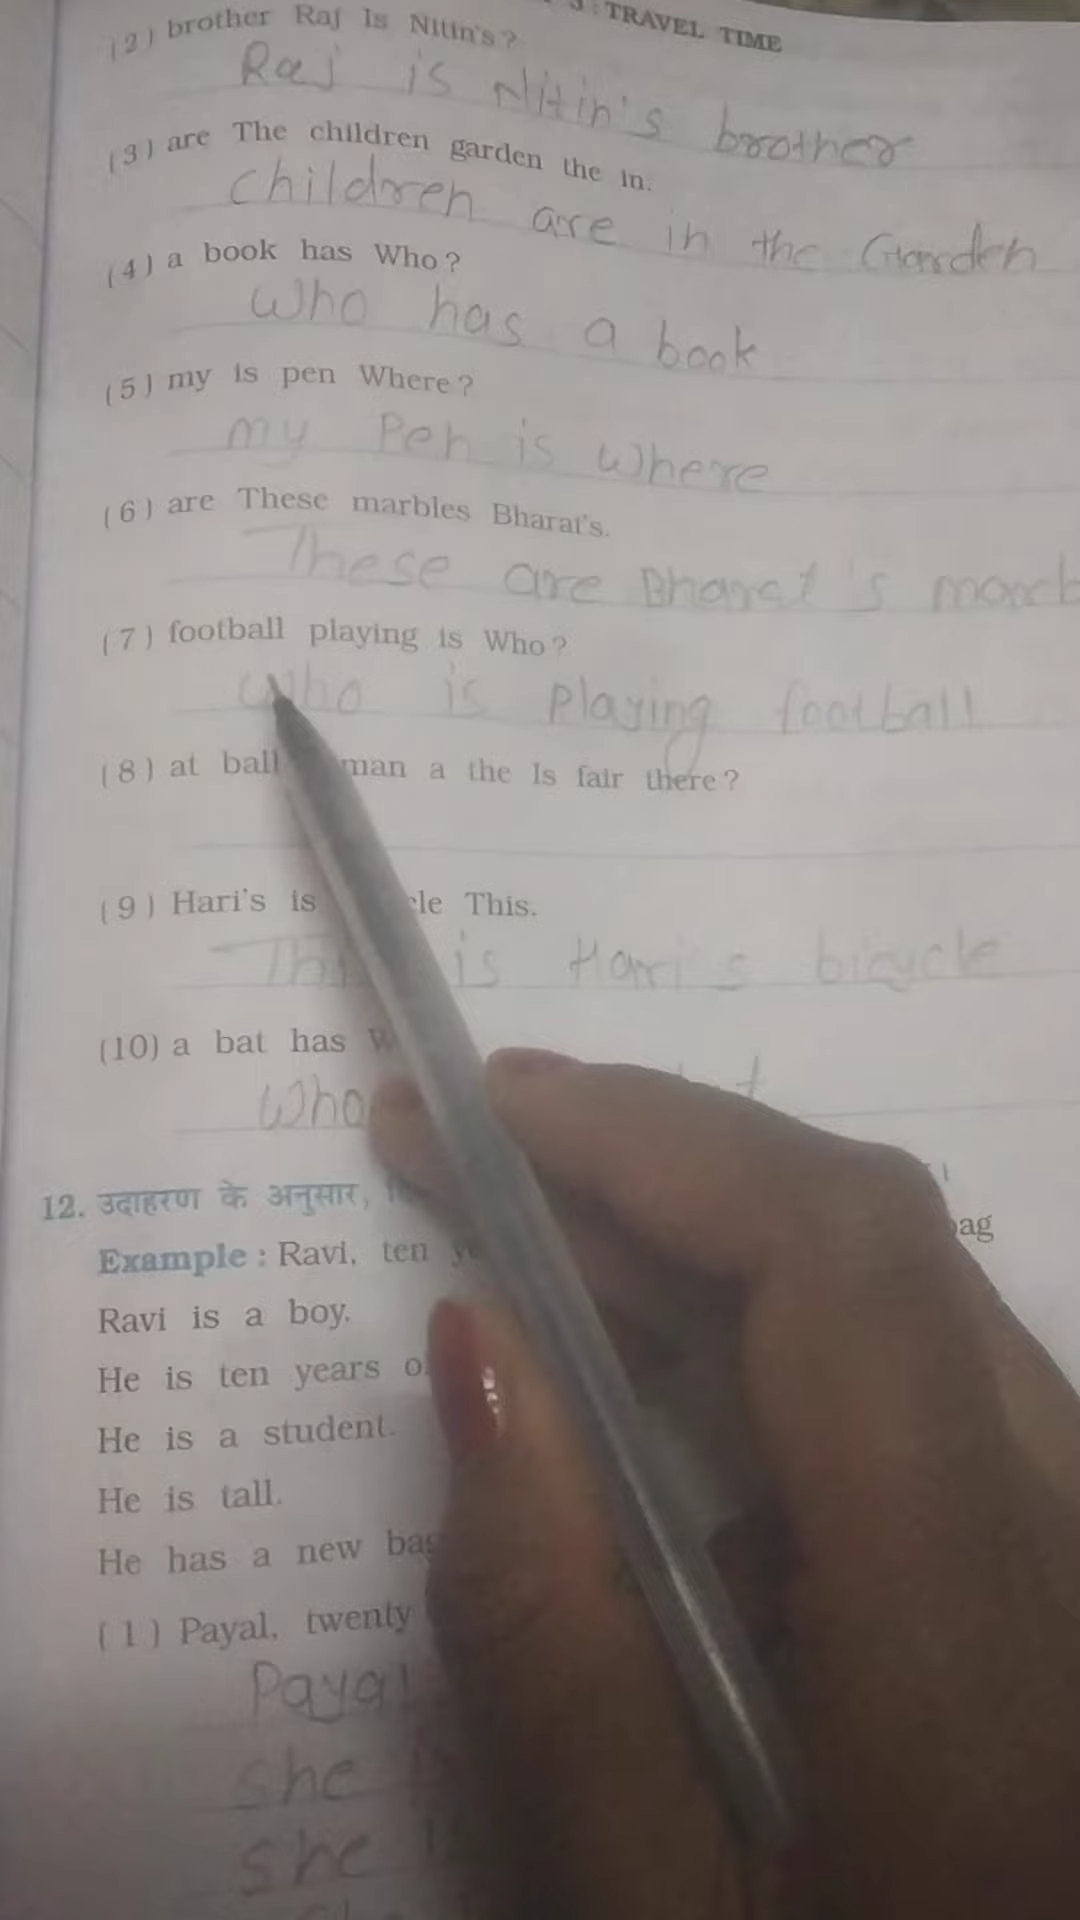 3 : TRAVEL TIME
(2) brother Raj Is Nitin's?
Raj is Nitin's brother
(3) are The children garden the in.
children are in the Garden
(4) a book has Who?
Who has a book
(5) my is pen Where?
my Pen is where
(6) are These marbles Bharat's.
These are Bharat's
(7) football playing is Who?
Who is playing football
(8) at ball man a the Is fair there?
(9) Hari's is This.
is Hari's bicycle
(10) a bat has
Who
12. उदाहरण के अनुसार,
Example : Ravi, ten
Ravi is a boy.
He is ten years
He is a student.
He is tall.
He has a new bag
(1) Payal, twenty
Payal
she
she